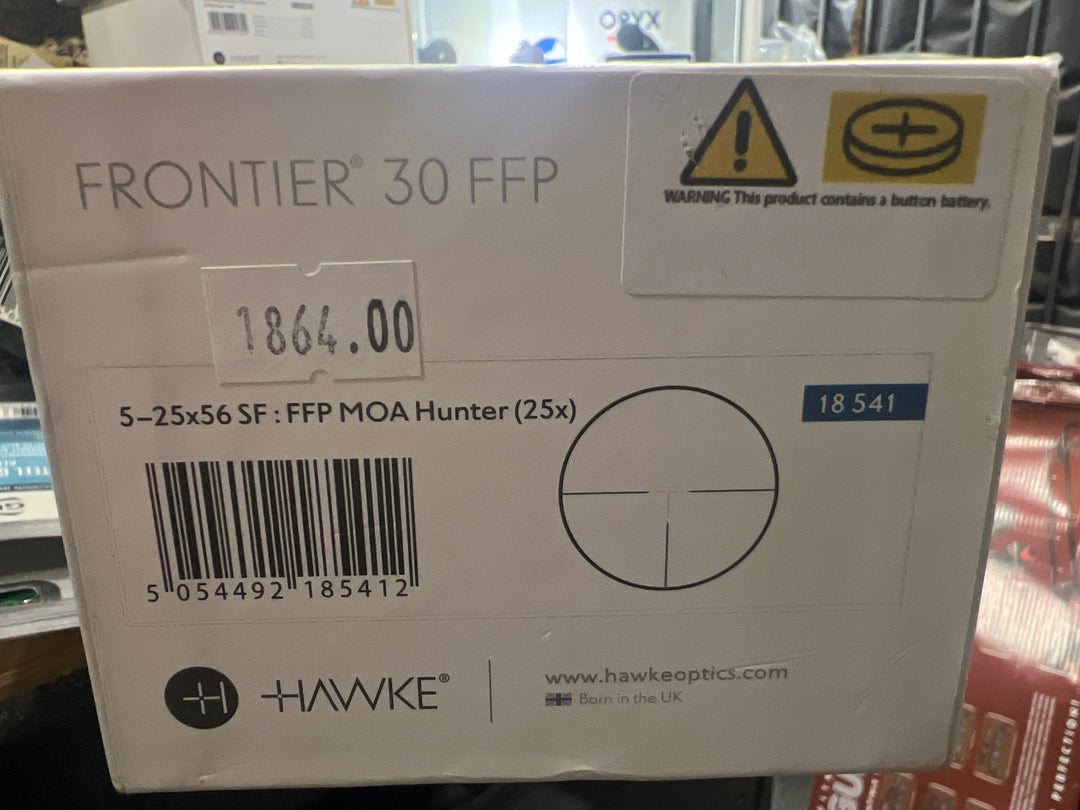 ORYX
FRONTIER® 30 FFP
WARNING This product contains a button battery.
1864.00
5-25x56 SF : FFP MOA Hunter (25x)
18 541
5 054492 185412
HAWKE®
www.hawkeoptics.com
Born in the UK
PERFECTION